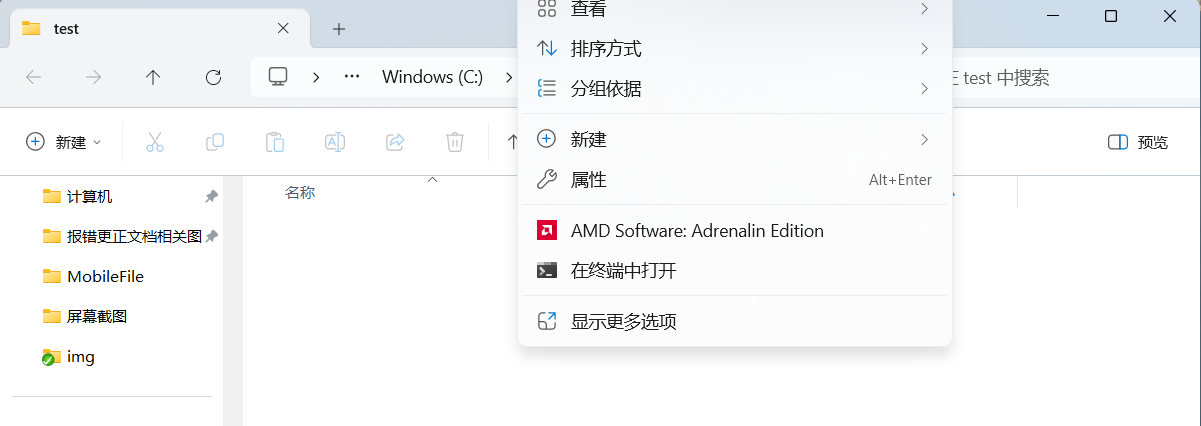 test
查看
排序方式
Windows (C:)
test 中搜索
分组依据
新建
新建
预览
属性
Alt+Enter
计算机
名称
AMD Software: Adrenalin Edition
报错更正文档相关图
在终端中打开
MobileFile
屏幕截图
显示更多选项
img